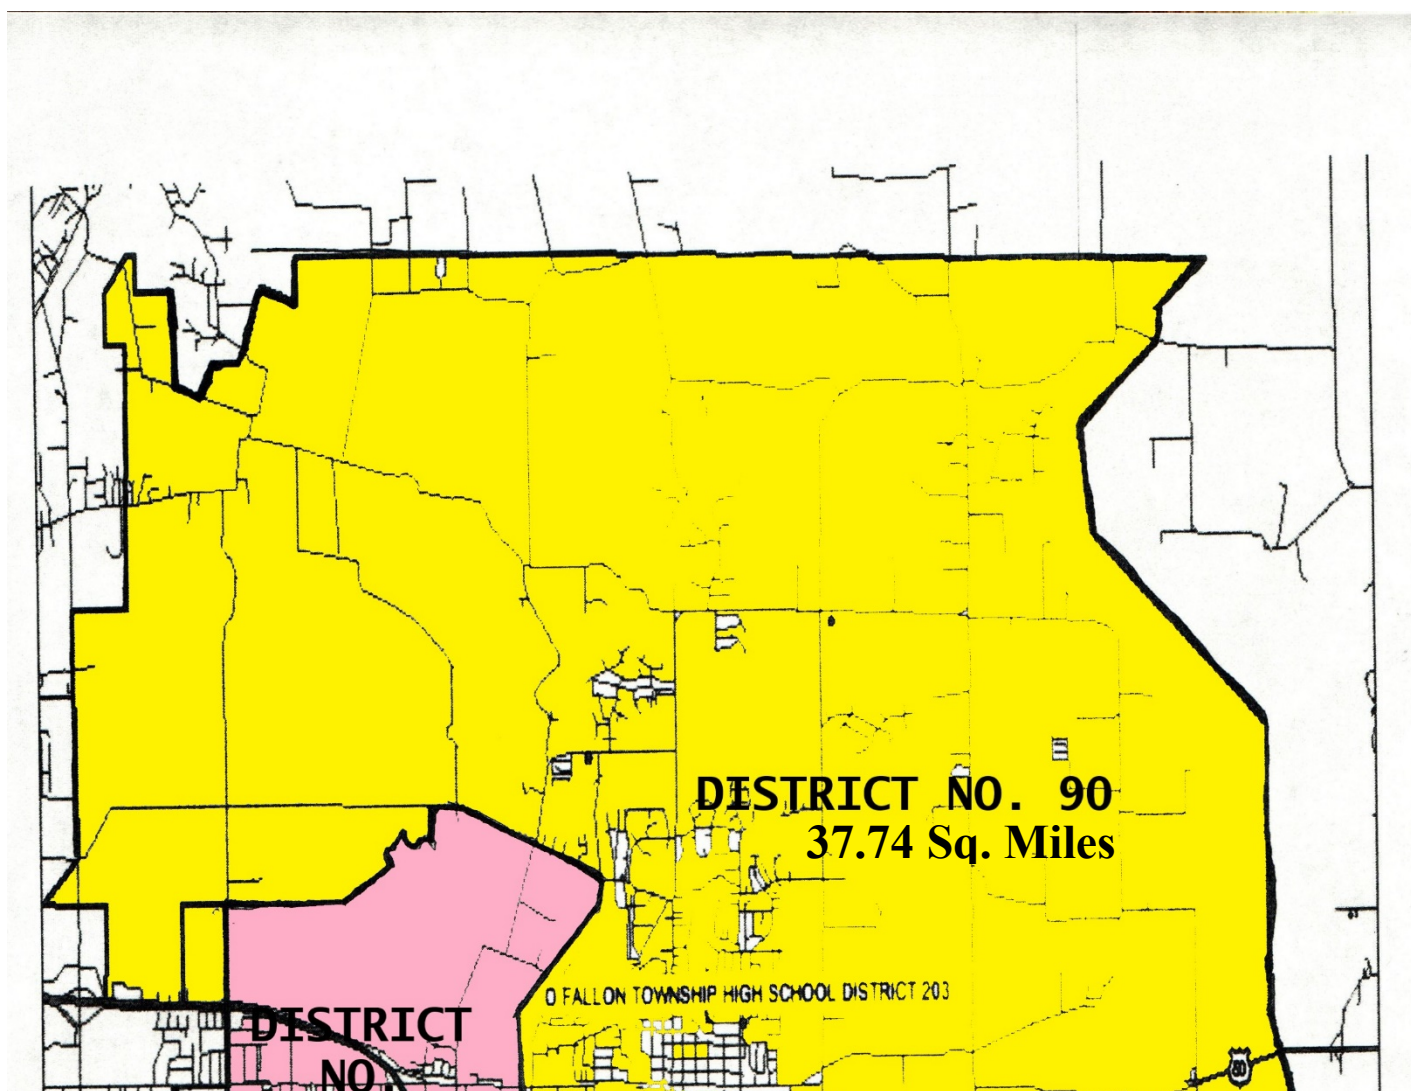 DISTRICT NO. 90
37.74 Sq. Miles
O FALLON TOWNSHIP HIGH SCHOOL DISTRICT 203
DISTRICT
NO